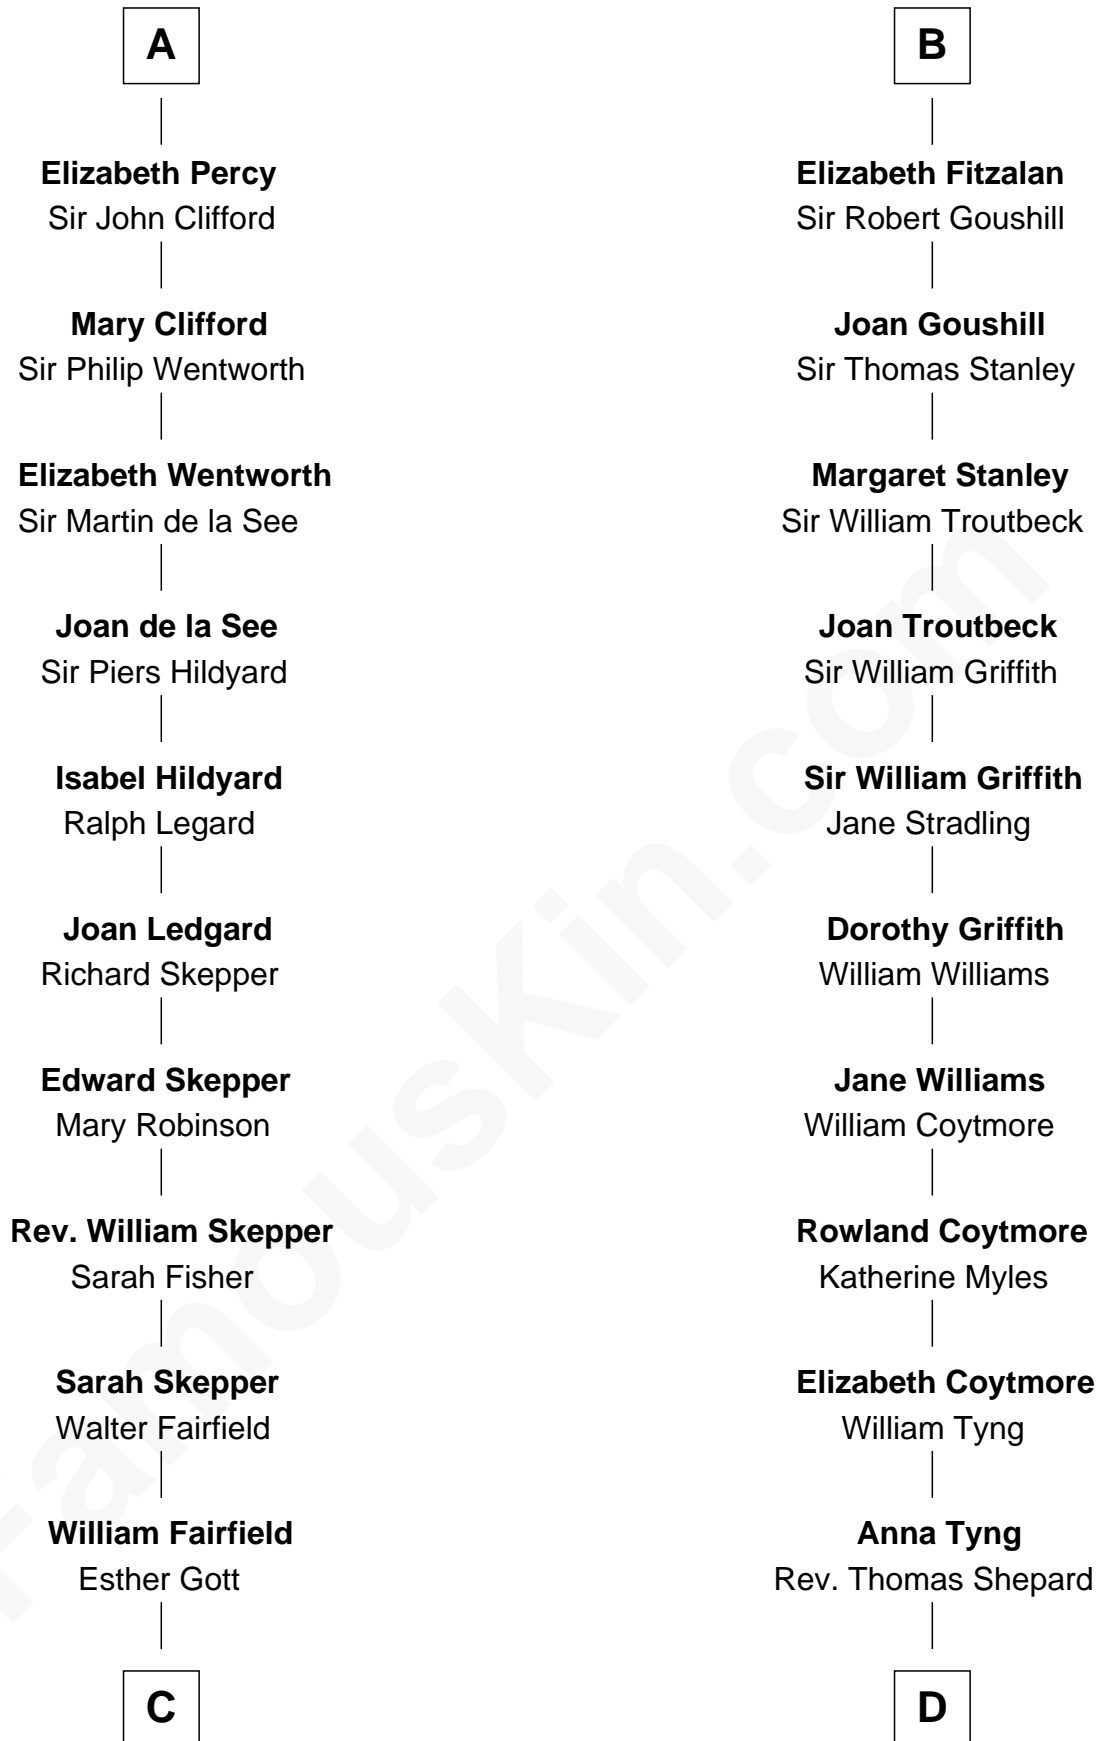 A
Elizabeth Percy
Sir John Clifford
Mary Clifford
Sir Philip Wentworth
Elizabeth Wentworth
Sir Martin de la See
Joan de la See
Sir Piers Hildyard
Isabel Hildyard
Ralph Legard
Joan Ledgard
Richard Skepper
Edward Skepper
Mary Robinson
Rev. William Skepper
Sarah Fisher
Sarah Skepper
Walter Fairfield
William Fairfield
Esther Gott
C
B
Elizabeth Fitzalan
Sir Robert Goushill
Joan Goushill
Sir Thomas Stanley
Margaret Stanley
Sir William Troutbeck
Joan Troutbeck
Sir William Griffith
Sir William Griffith
Jane Stradling
Dorothy Griffith
William Williams
Jane Williams
William Coytmore
Rowland Coytmore
Katherine Myles
Elizabeth Coytmore
William Tyng
Anna Tyng
Rev. Thomas Shepard
D
FamousKin.com